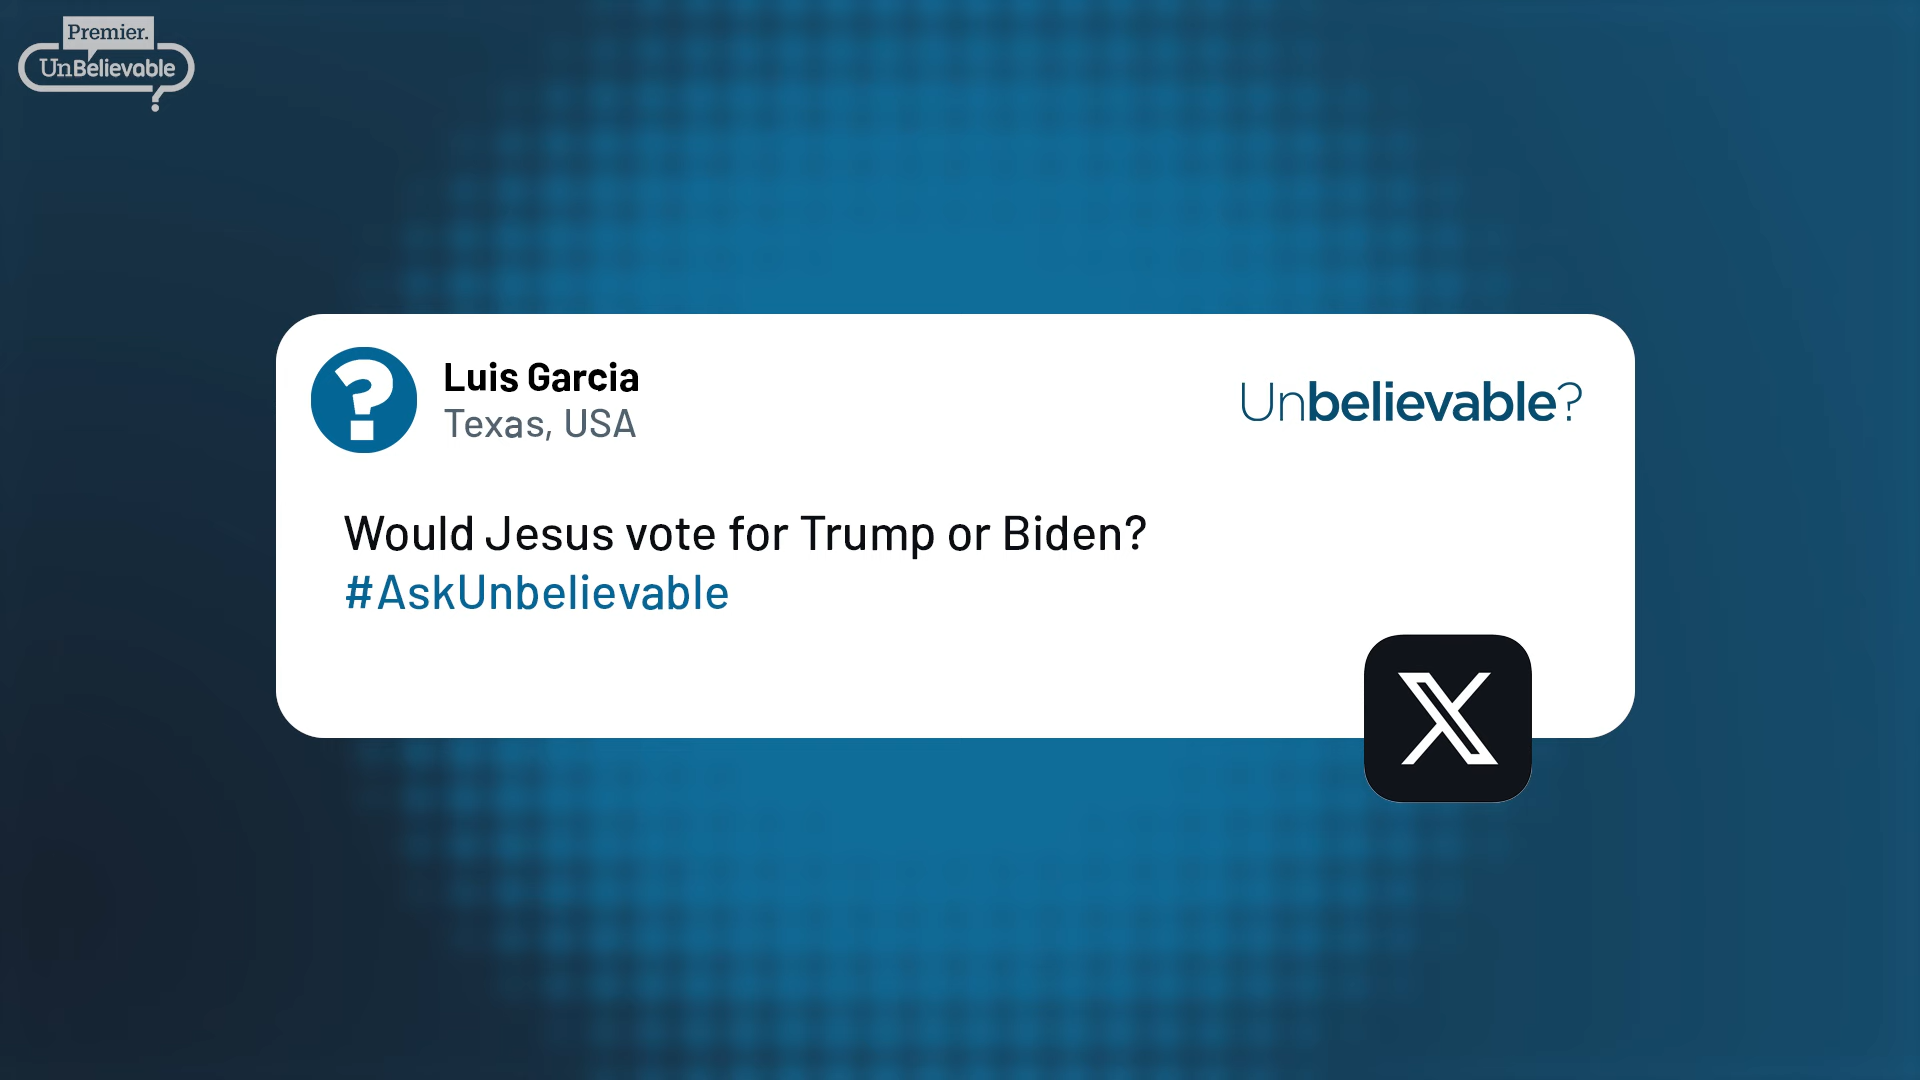 Premier.
UnBelievable
?
?
Luis Garcia
Texas, USA
Unbelievable?
Would Jesus vote for Trump or Biden?
#AskUnbelievable
X